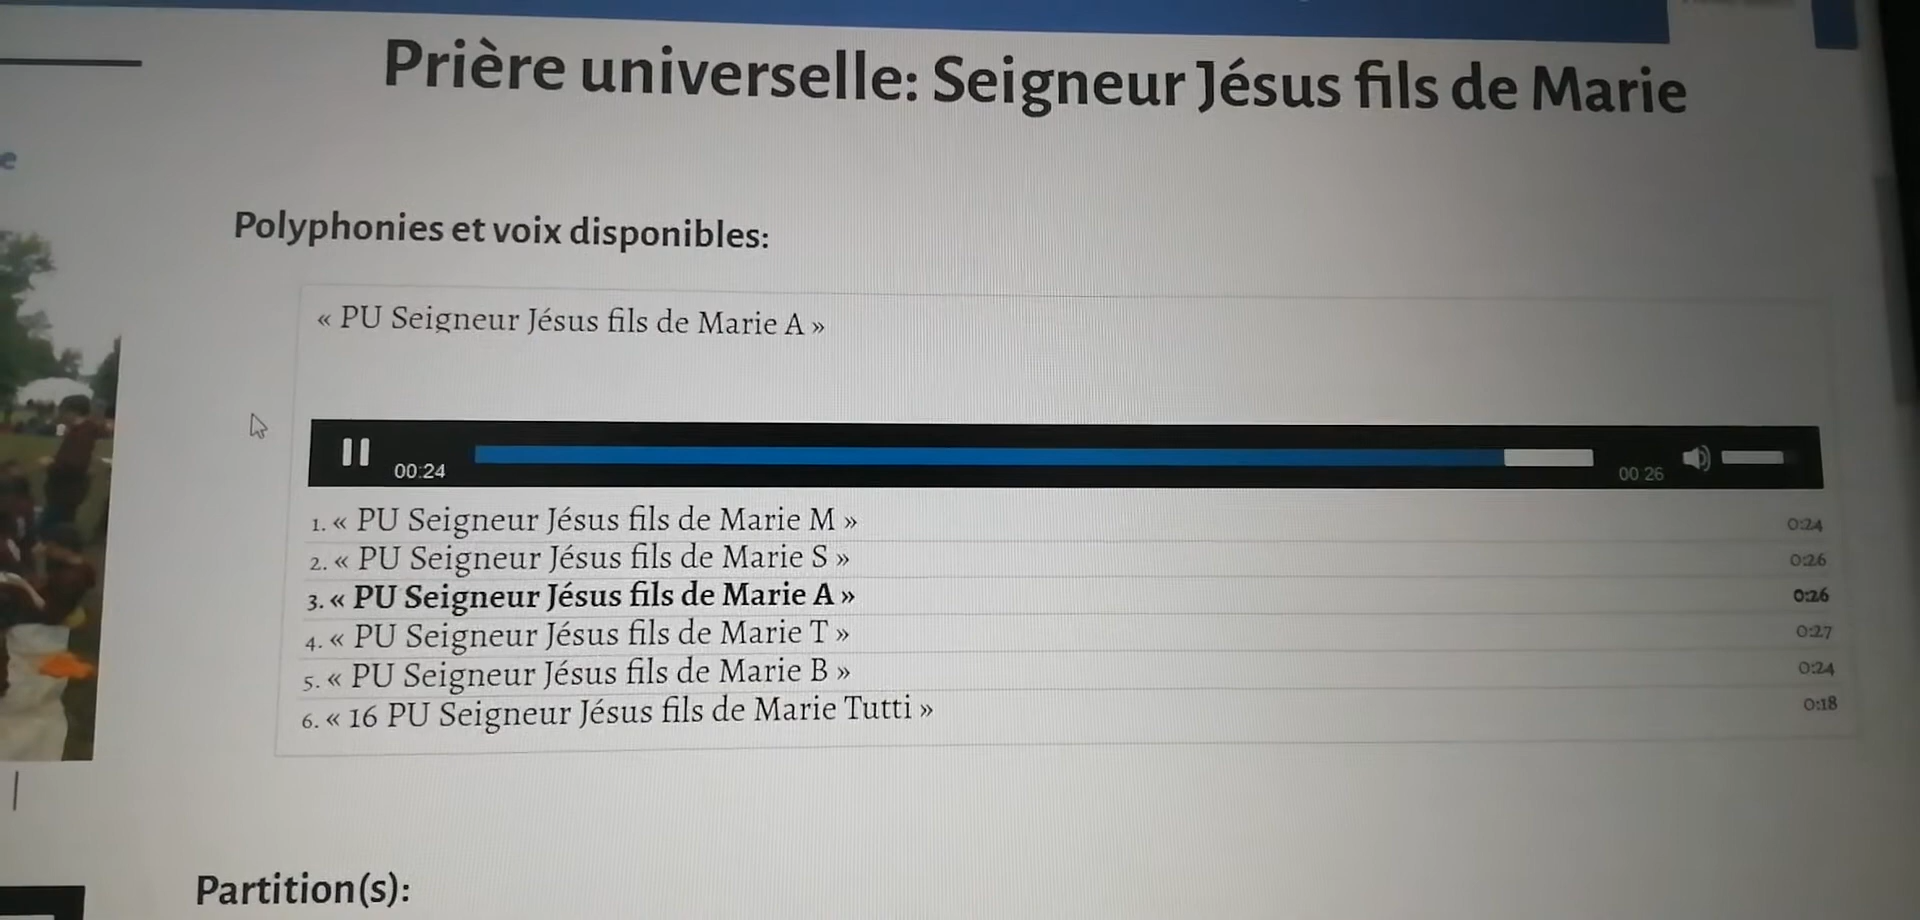 Prière universelle: Seigneur Jésus fils de Marie
e
Polyphonies et voix disponibles:
« PU Seigneur Jésus fils de Marie A »
00:24
00 26
1. « PU Seigneur Jésus fils de Marie M » 0:24
2. « PU Seigneur Jésus fils de Marie S » 0:26
3. « PU Seigneur Jésus fils de Marie A » 0:26
4. « PU Seigneur Jésus fils de Marie T » 0:27
5. « PU Seigneur Jésus fils de Marie B » 0:24
6. « 16 PU Seigneur Jésus fils de Marie Tutti » 0:18
Partition(s):